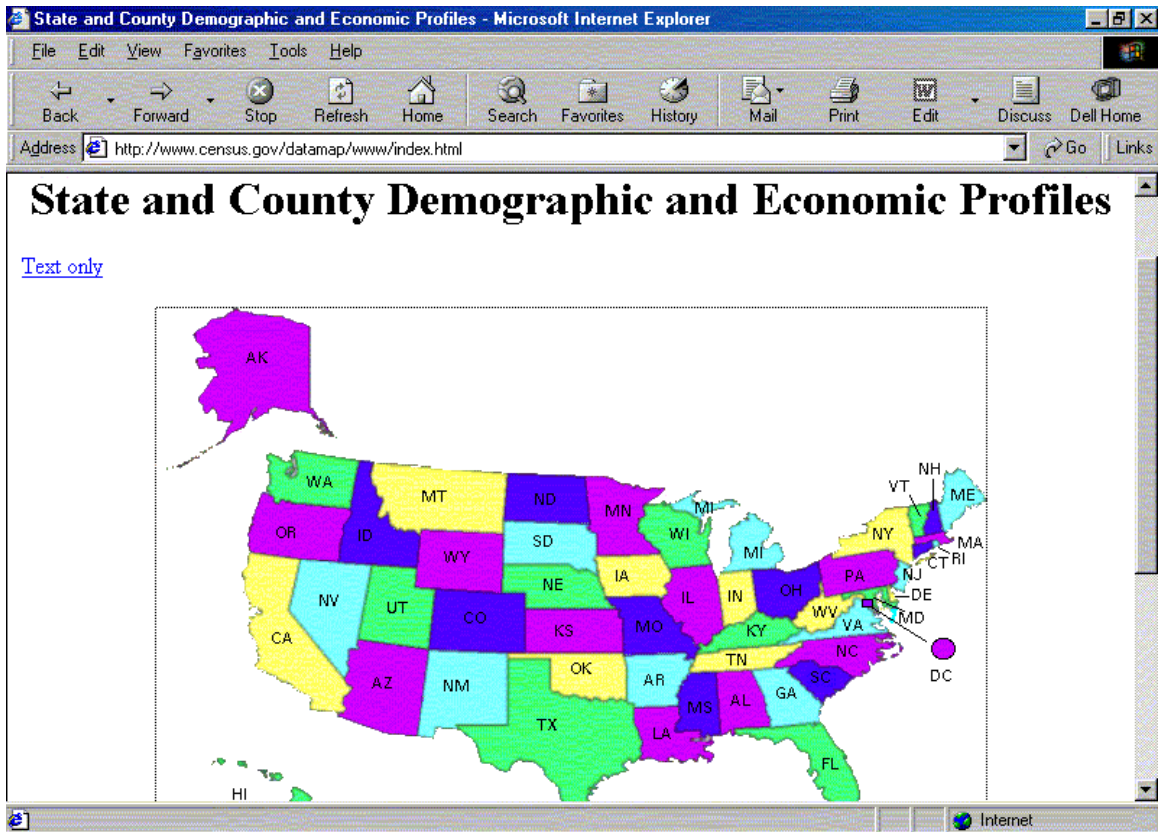 State and County Demographic and Economic Profiles - Microsoft Internet Explorer
File Edit View Favorites Tools Help
Back Forward Stop Refresh Home Search Favorites History Mail Print Edit Discuss Dell Home
Address http://www.census.gov/datamap/www/index.html Go Links
State and County Demographic and Economic Profiles
Text only
AK
WA MT ND MN MI NH VT ME
OR ID SD WI MI NY MA
WY CT RI
NV UT NE IA IL IN OH PA NJ DE
CA CO KS MO KY WV VA MD
AZ NM OK AR TN NC DC
TX LA MS AL GA SC
HI FL
Internet